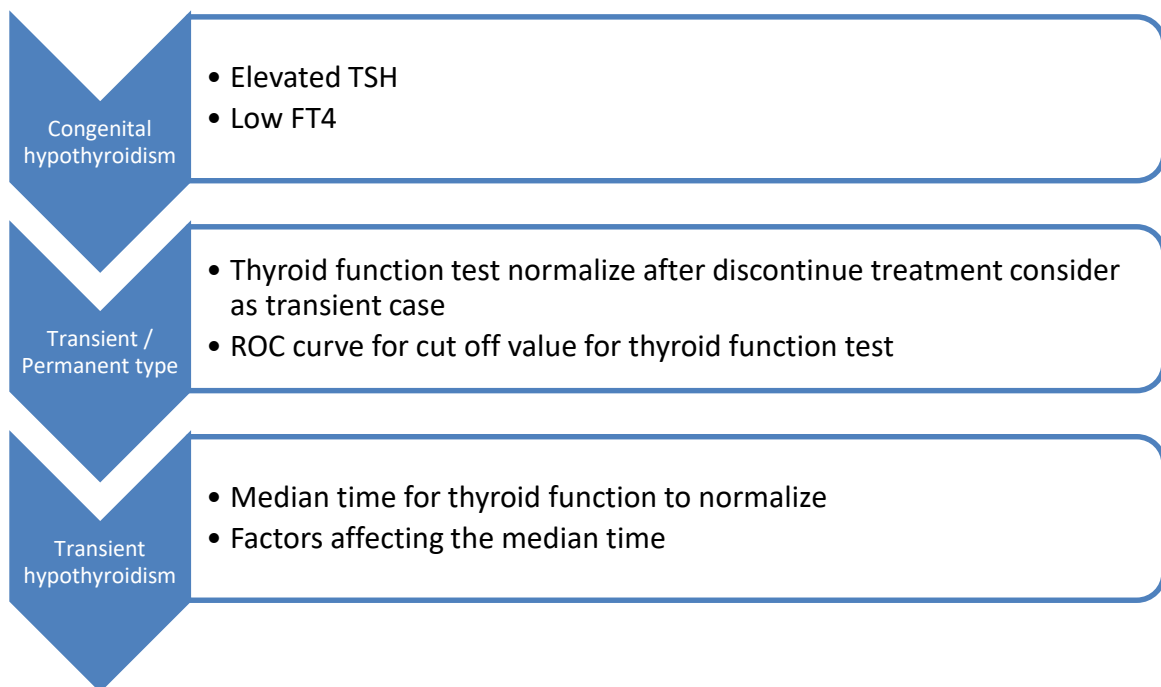 Congenital
hypothyroidism
• Elevated TSH
• Low FT4
Transient /
Permanent type
• Thyroid function test normalize after discontinue treatment consider
as transient case
• ROC curve for cut off value for thyroid function test
Transient
hypothyroidism
• Median time for thyroid function to normalize
• Factors affecting the median time